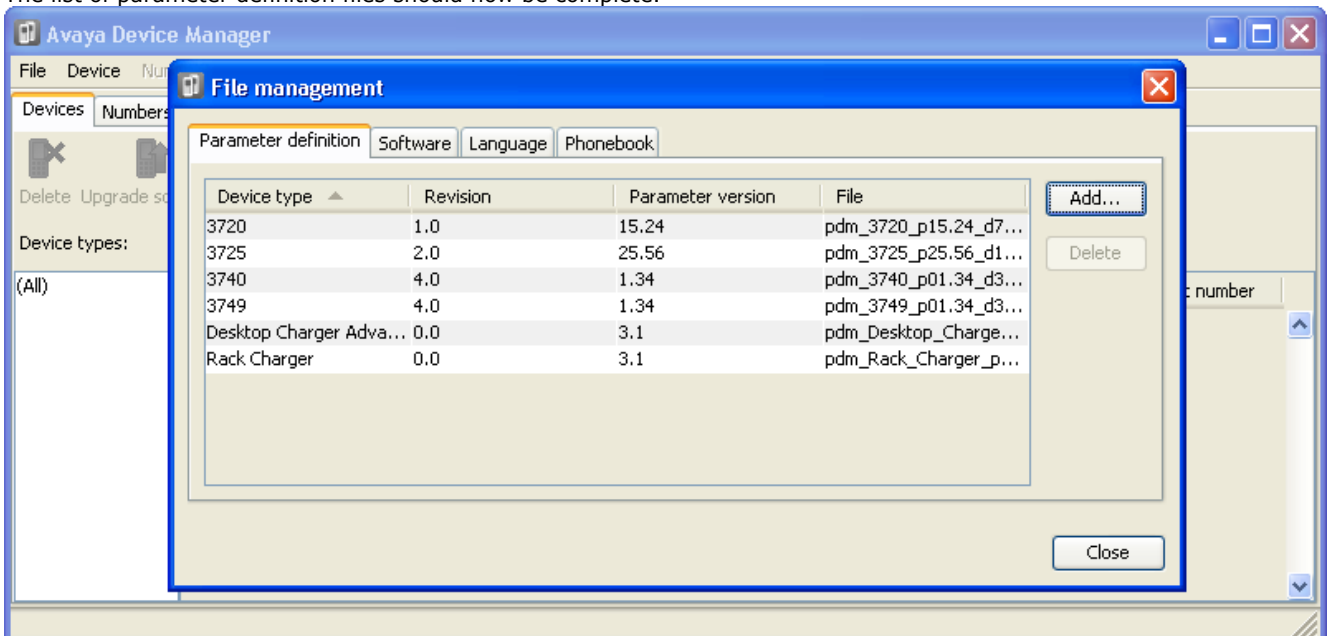 The list of parameter definition files should now be complete.
Avaya Device Manager
File Device Nu
File management
Devices Numbers
Parameter definition Software Language Phonebook
Delete Upgrade so
Device type Revision Parameter version File Add...
3720 1.0 15.24 pdm_3720_p15.24_d7...
Device types:
3725 2.0 25.56 pdm_3725_p25.56_d1... Delete
(All)
3740 4.0 1.34 pdm_3740_p01.34_d3...
number
3749 4.0 1.34 pdm_3749_p01.34_d3...
Desktop Charger Adva... 0.0 3.1 pdm_Desktop_Charge...
Rack Charger 0.0 3.1 pdm_Rack_Charger_p...
Close